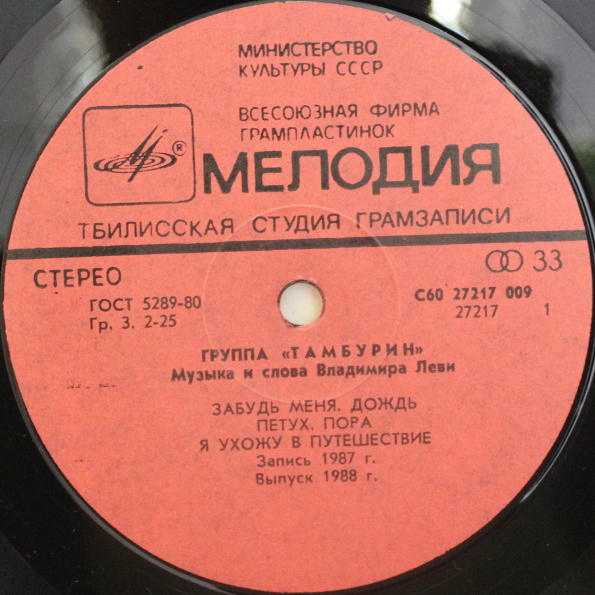 МИНИСТЕРСТВО
КУЛЬТУРЫ СССР
ВСЕСОЮЗНАЯ ФИРМА
ГРАМПЛАСТИНОК
®
МЕЛОДИЯ
ТБИЛИССКАЯ СТУДИЯ ГРАМЗАПИСИ
СТЕРЕО
33
ГОСТ 5289-80
С60 27217 009
Гр. 3. 2-25
27217 1
ГРУППА «ТАМБУРИН»
Музыка и слова Владимира Леви
ЗАБУДЬ МЕНЯ. ДОЖДЬ
ПЕТУХ. ПОРА
Я УХОЖУ В ПУТЕШЕСТВИЕ
Запись 1987 г.
Выпуск 1988 г.